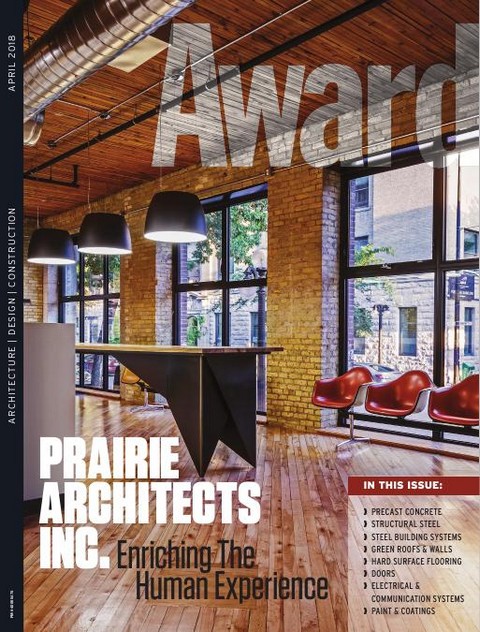 APRIL 2018
Award
ARCHITECTURE | DESIGN | CONSTRUCTION
PRAIRIE
ARCHITECTS
INC. Enriching The
Human Experience
IN THIS ISSUE:
PRECAST CONCRETE
STRUCTURAL STEEL
STEEL BUILDING SYSTEMS
GREEN ROOFS & WALLS
HARD SURFACE FLOORING
DOORS
ELECTRICAL &
COMMUNICATION SYSTEMS
PAINT & COATINGS